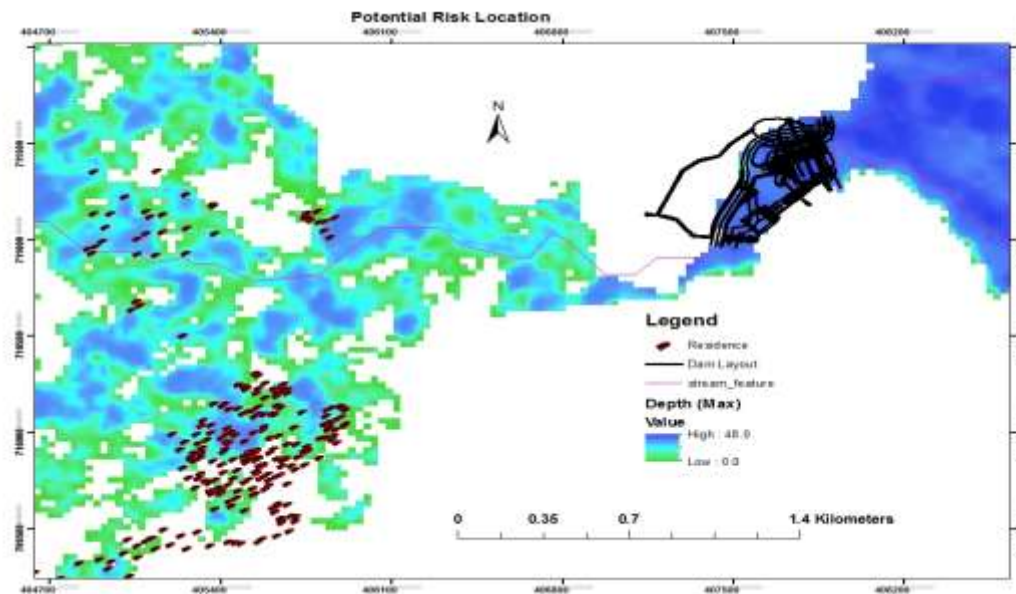 Potential Risk Location
404700 405400 406100 406800 407500 408200
N
Legend
Residence
Dam Layout
stream_feature
Depth (Max)
Value
High : 48.0
Low : 0.0
0 0.35 0.7 1.4 Kilometers
404700 405400 406100 406800 407500 408200